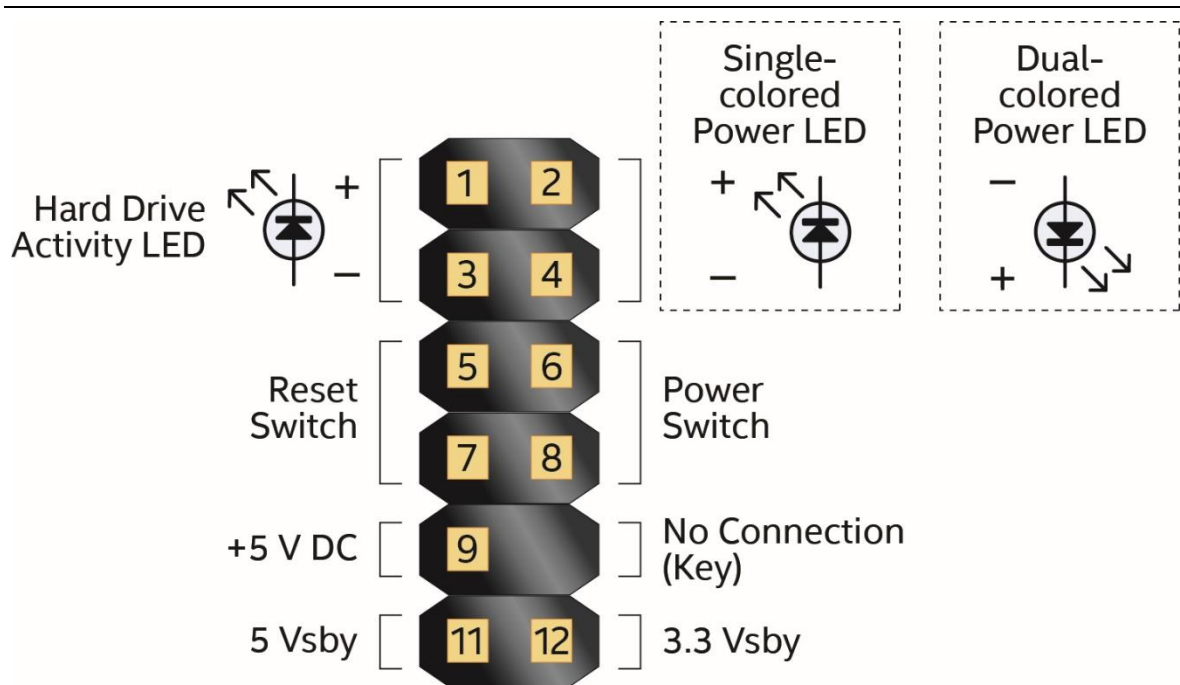 Single-
colored
Power LED
Dual-
colored
Power LED
Hard Drive
Activity LED
+
−
1 2
3 4
+
−
−
+
Reset
Switch
5 6
7 8
Power
Switch
+5 V DC
9
No Connection
(Key)
5 Vsby
11 12
3.3 Vsby